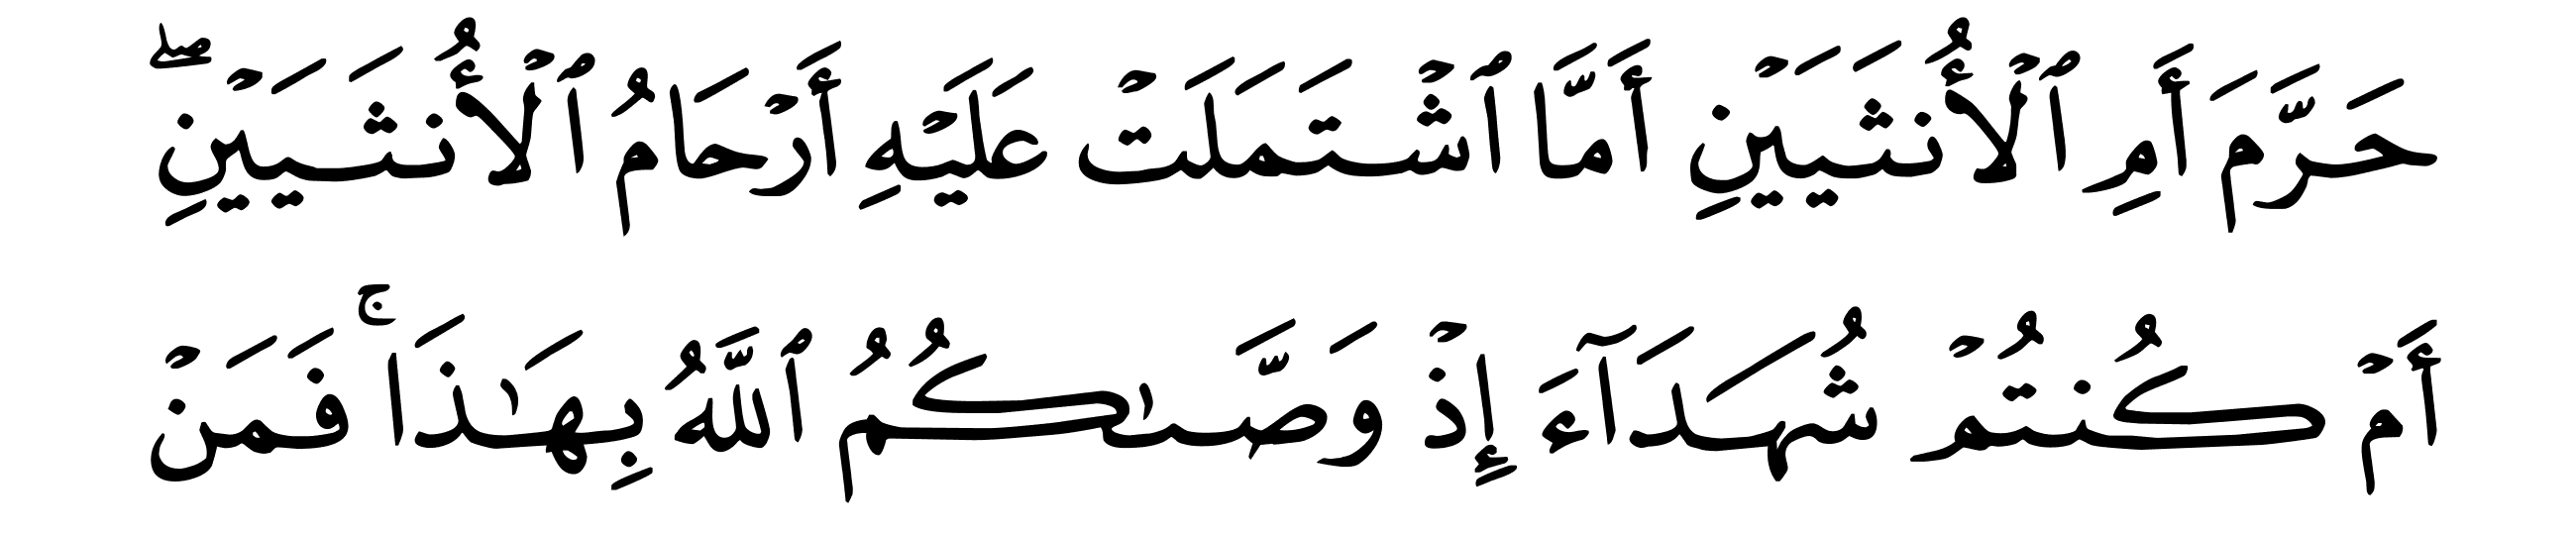 حَرَّمَ أَمِ ٱلْأُنثَيَيْنِ أَمَّا ٱشْتَمَلَتْ عَلَيْهِ أَرْحَامُ ٱلْأُنثَيَيْنِ ۖ
أَمْ كُنتُمْ شُهَدَآءَ إِذْ وَصَّىٰكُمُ ٱللَّهُ بِهَـٰذَا ۚ فَمَنْ